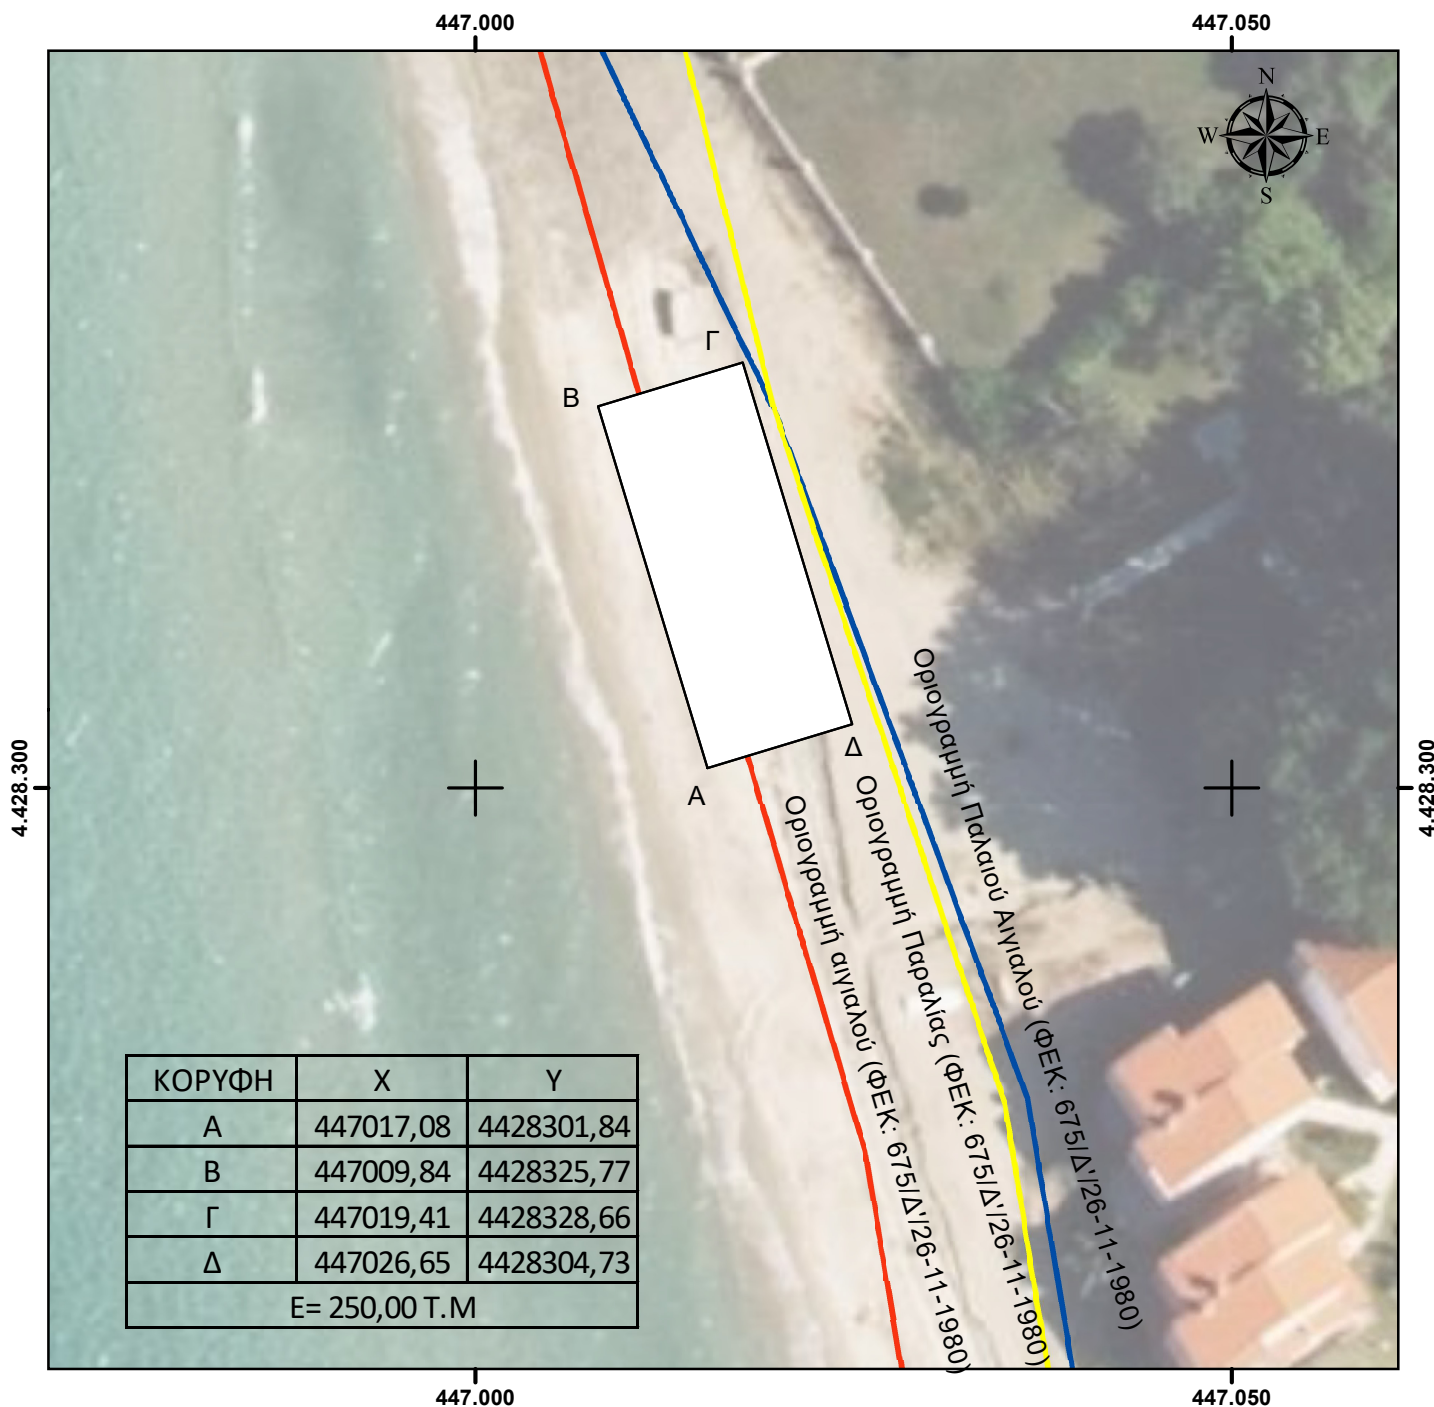 447.000
447.050
N
W
E
S
Γ
Β
Δ
Α
4.428.300
4.428.300
Οριογραμμή Παλαιού Αιγιαλού (ΦΕΚ: 675/Δ'/26-11-1980)
Οριογραμμή Παραλίας (ΦΕΚ: 675/Δ'/26-11-1980)
Οριογραμμή αιγιαλού (ΦΕΚ: 675/Δ'/26-11-1980)
ΚΟΡΥΦΗ X Y
Α 447017,08 4428301,84
Β 447009,84 4428325,77
Γ 447019,41 4428328,66
Δ 447026,65 4428304,73
Ε= 250,00 Τ.Μ
447.000
447.050